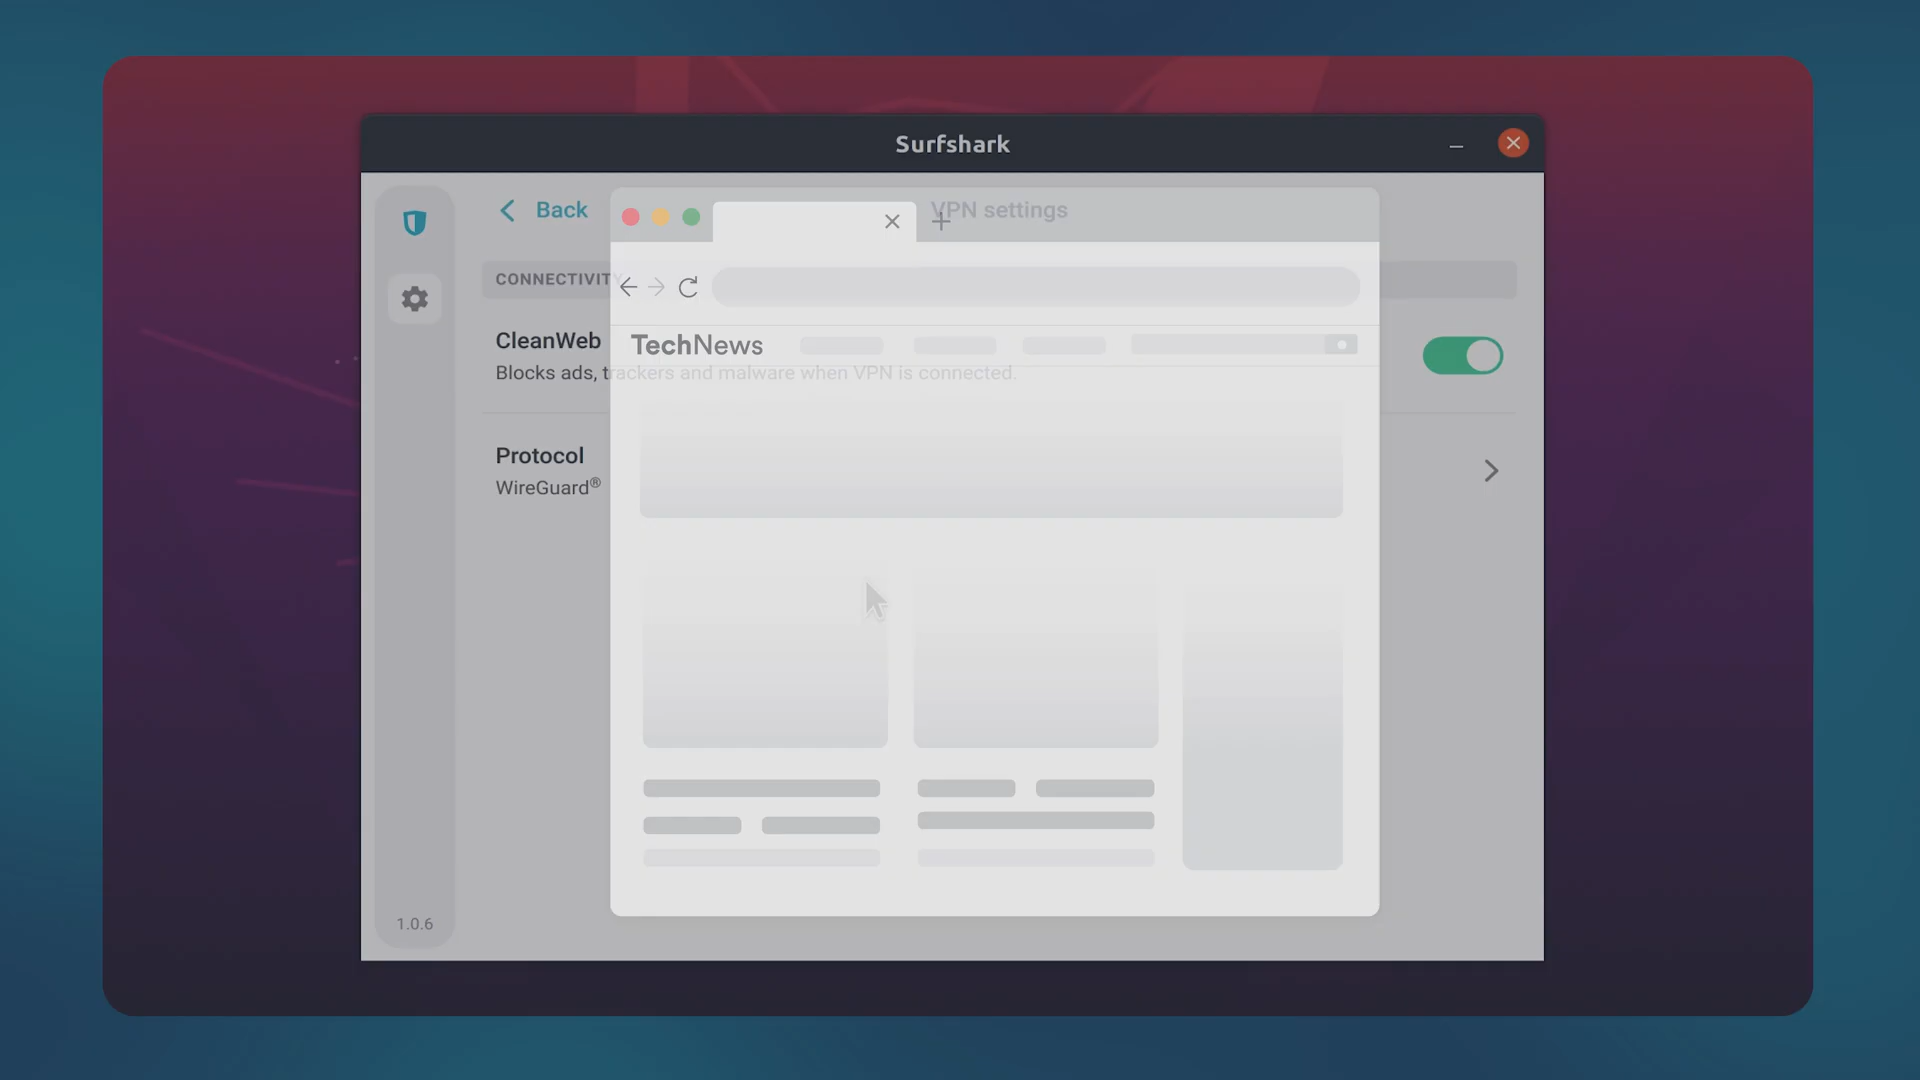 Surfshark
Back
VPN settings
CONNECTIVITY
CleanWeb
TechNews
Blocks ads, trackers and malware when VPN is connected.
Protocol
WireGuard®
1.0.6